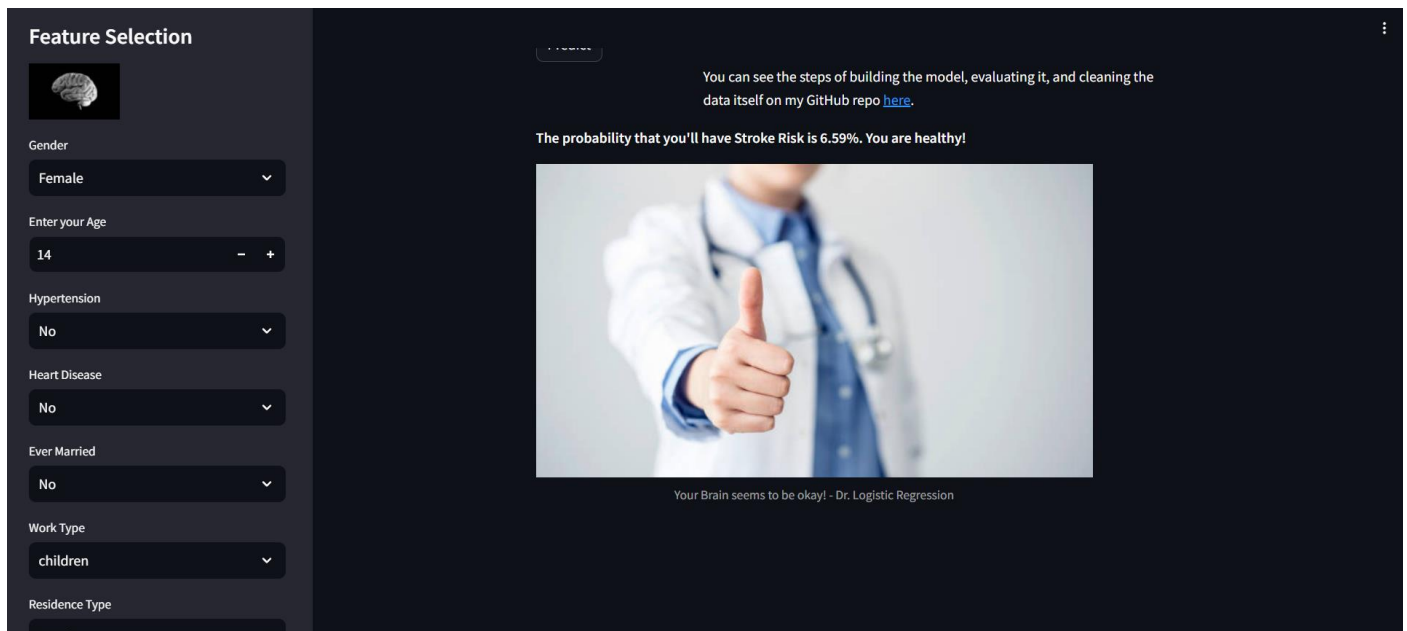 Feature Selection
Gender
Female
Enter your Age
14
Hypertension
No
Heart Disease
No
Ever Married
No
Work Type
children
Residence Type
Predict
You can see the steps of building the model, evaluating it, and cleaning the
data itself on my GitHub repo here.
The probability that you'll have Stroke Risk is 6.59%. You are healthy!
Your Brain seems to be okay! - Dr. Logistic Regression